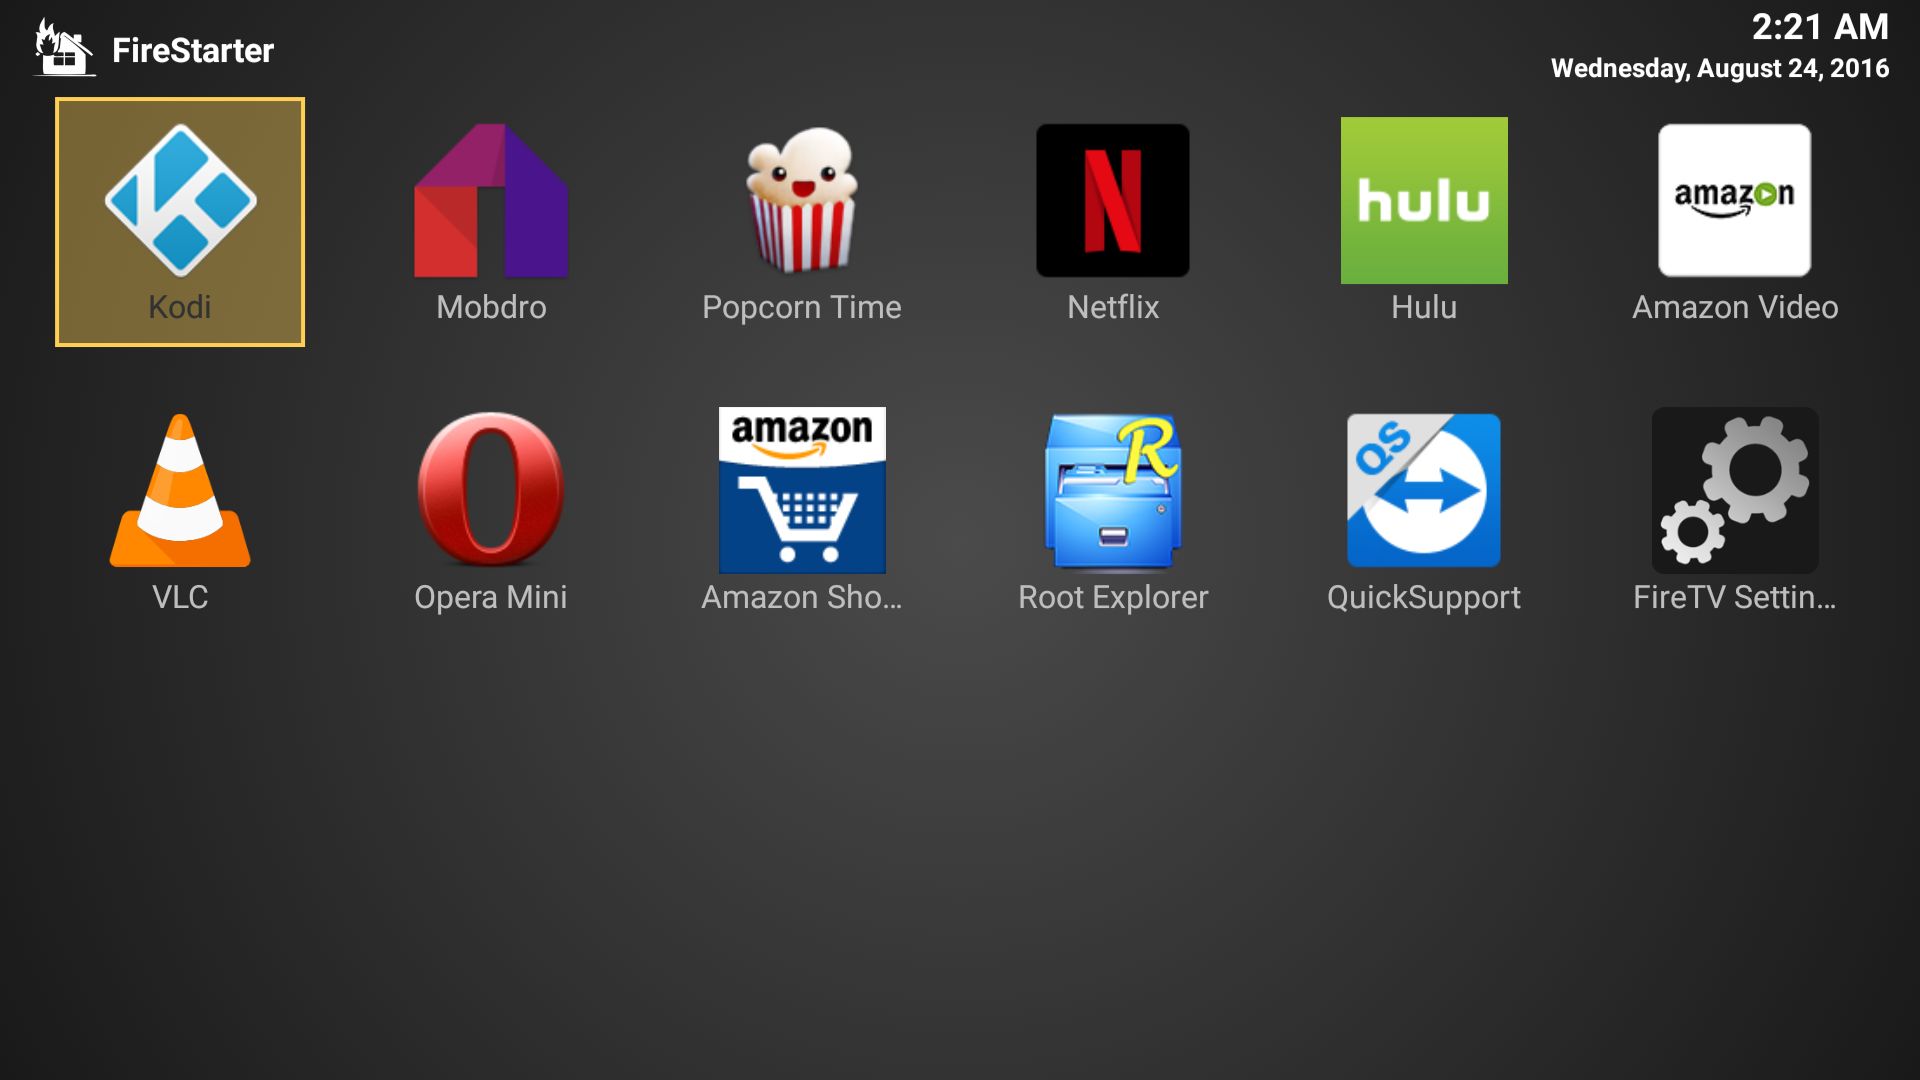 FireStarter
2:21 AM
Wednesday, August 24, 2016
N
hulu
amazon
Kodi
Mobdro
Popcorn Time
Netflix
Hulu
Amazon Video
amazon
R
QS
VLC
Opera Mini
Amazon Sho...
Root Explorer
QuickSupport
FireTV Settin...